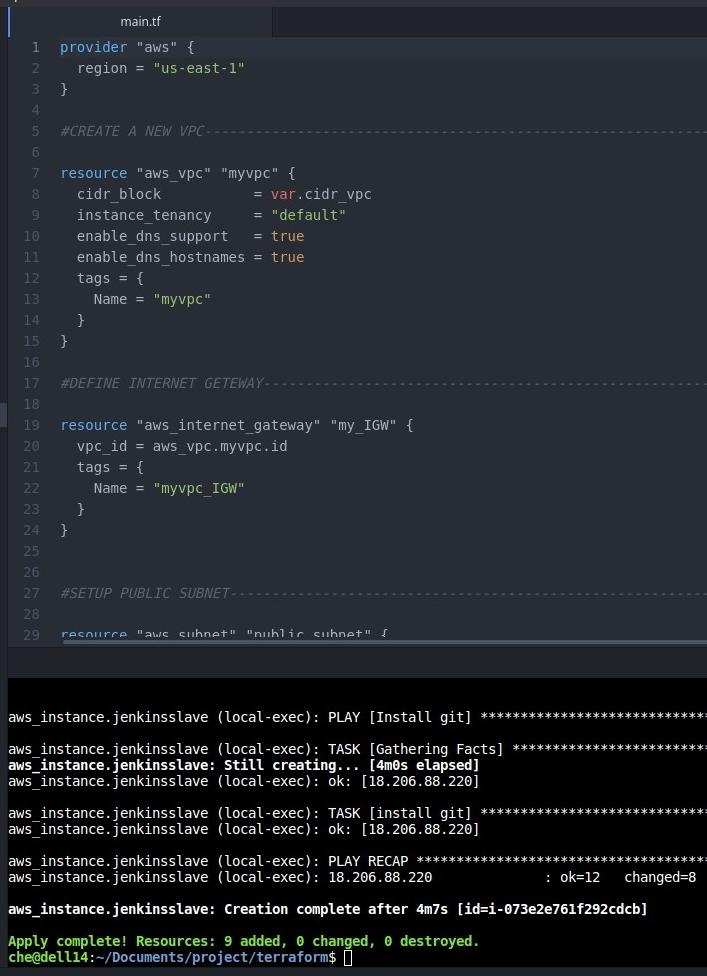 main.tf
1 provider "aws" {
2 region = "us-east-1"
3 }
4
5 #CREATE A NEW VPC------------------------------------------------------------
6
7 resource "aws_vpc" "myvpc" {
8 cidr_block = var.cidr_vpc
9 instance_tenancy = "default"
10 enable_dns_support = true
11 enable_dns_hostnames = true
12 tags = {
13 Name = "myvpc"
14 }
15 }
16
17 #DEFINE INTERNET GETEWAY-----------------------------------------------------
18
19 resource "aws_internet_gateway" "my_IGW" {
20 vpc_id = aws_vpc.myvpc.id
21 tags = {
22 Name = "myvpc_IGW"
23 }
24 }
25
26
27 #SETUP PUBLIC SUBNET---------------------------------------------------------
28
29 resource "aws_subnet" "public_subnet" {
aws_instance.jenkinsslave (local-exec): PLAY [Install git] ****************************
aws_instance.jenkinsslave (local-exec): TASK [Gathering Facts] ************************
aws_instance.jenkinsslave: Still creating... [4m0s elapsed]
aws_instance.jenkinsslave (local-exec): ok: [18.206.88.220]
aws_instance.jenkinsslave (local-exec): TASK [install git] ****************************
aws_instance.jenkinsslave (local-exec): ok: [18.206.88.220]
aws_instance.jenkinsslave (local-exec): PLAY RECAP ************************************
aws_instance.jenkinsslave (local-exec): 18.206.88.220 : ok=12 changed=8
aws_instance.jenkinsslave: Creation complete after 4m7s [id=i-073e2e761f292cdcb]
Apply complete! Resources: 9 added, 0 changed, 0 destroyed.
che@dell14:~/Documents/project/terraform$